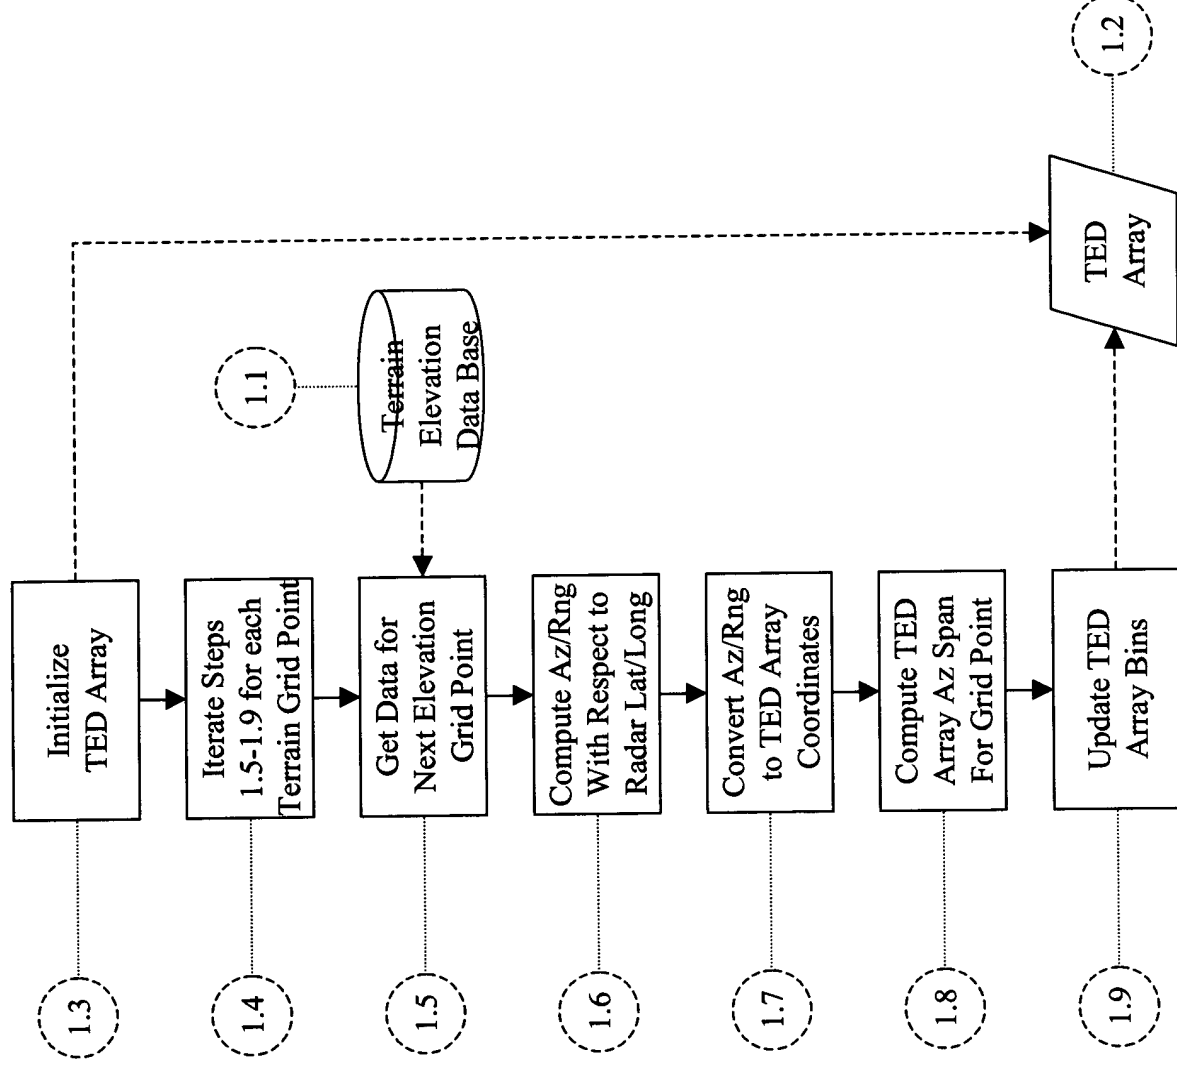 1.3
Initialize
TED Array
1.4
Iterate Steps
1.5-1.9 for each
Terrain Grid Point
1.5
Get Data for
Next Elevation
Grid Point
1.1
Terrain
Elevation
Data Base
1.6
Compute Az/Rng
With Respect to
Radar Lat/Long
1.7
Convert Az/Rng
to TED Array
Coordinates
1.8
Compute TED
Array Az Span
For Grid Point
1.9
Update TED
Array Bins
TED
Array
1.2